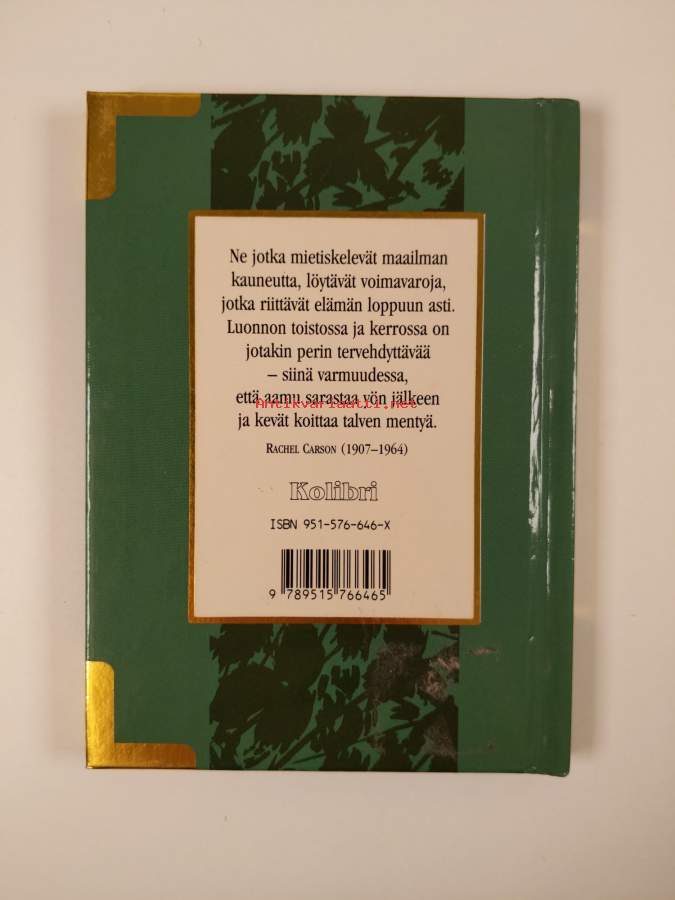 Ne jotka mietiskelevät maailman
kauneutta, löytävät voimavaroja,
jotka riittävät elämän loppuun asti.
Luonnon toistossa ja kerrossa on
jotakin perin tervehdyttävää
– siinä varmuudessa,
että aamu sarastaa yön jälkeen
Antikvariaatti.net
ja kevät koittaa talven mentyä.
RACHEL CARSON (1907–1964)
Kolibri
ISBN 951-576-646-X
9 789515 766465